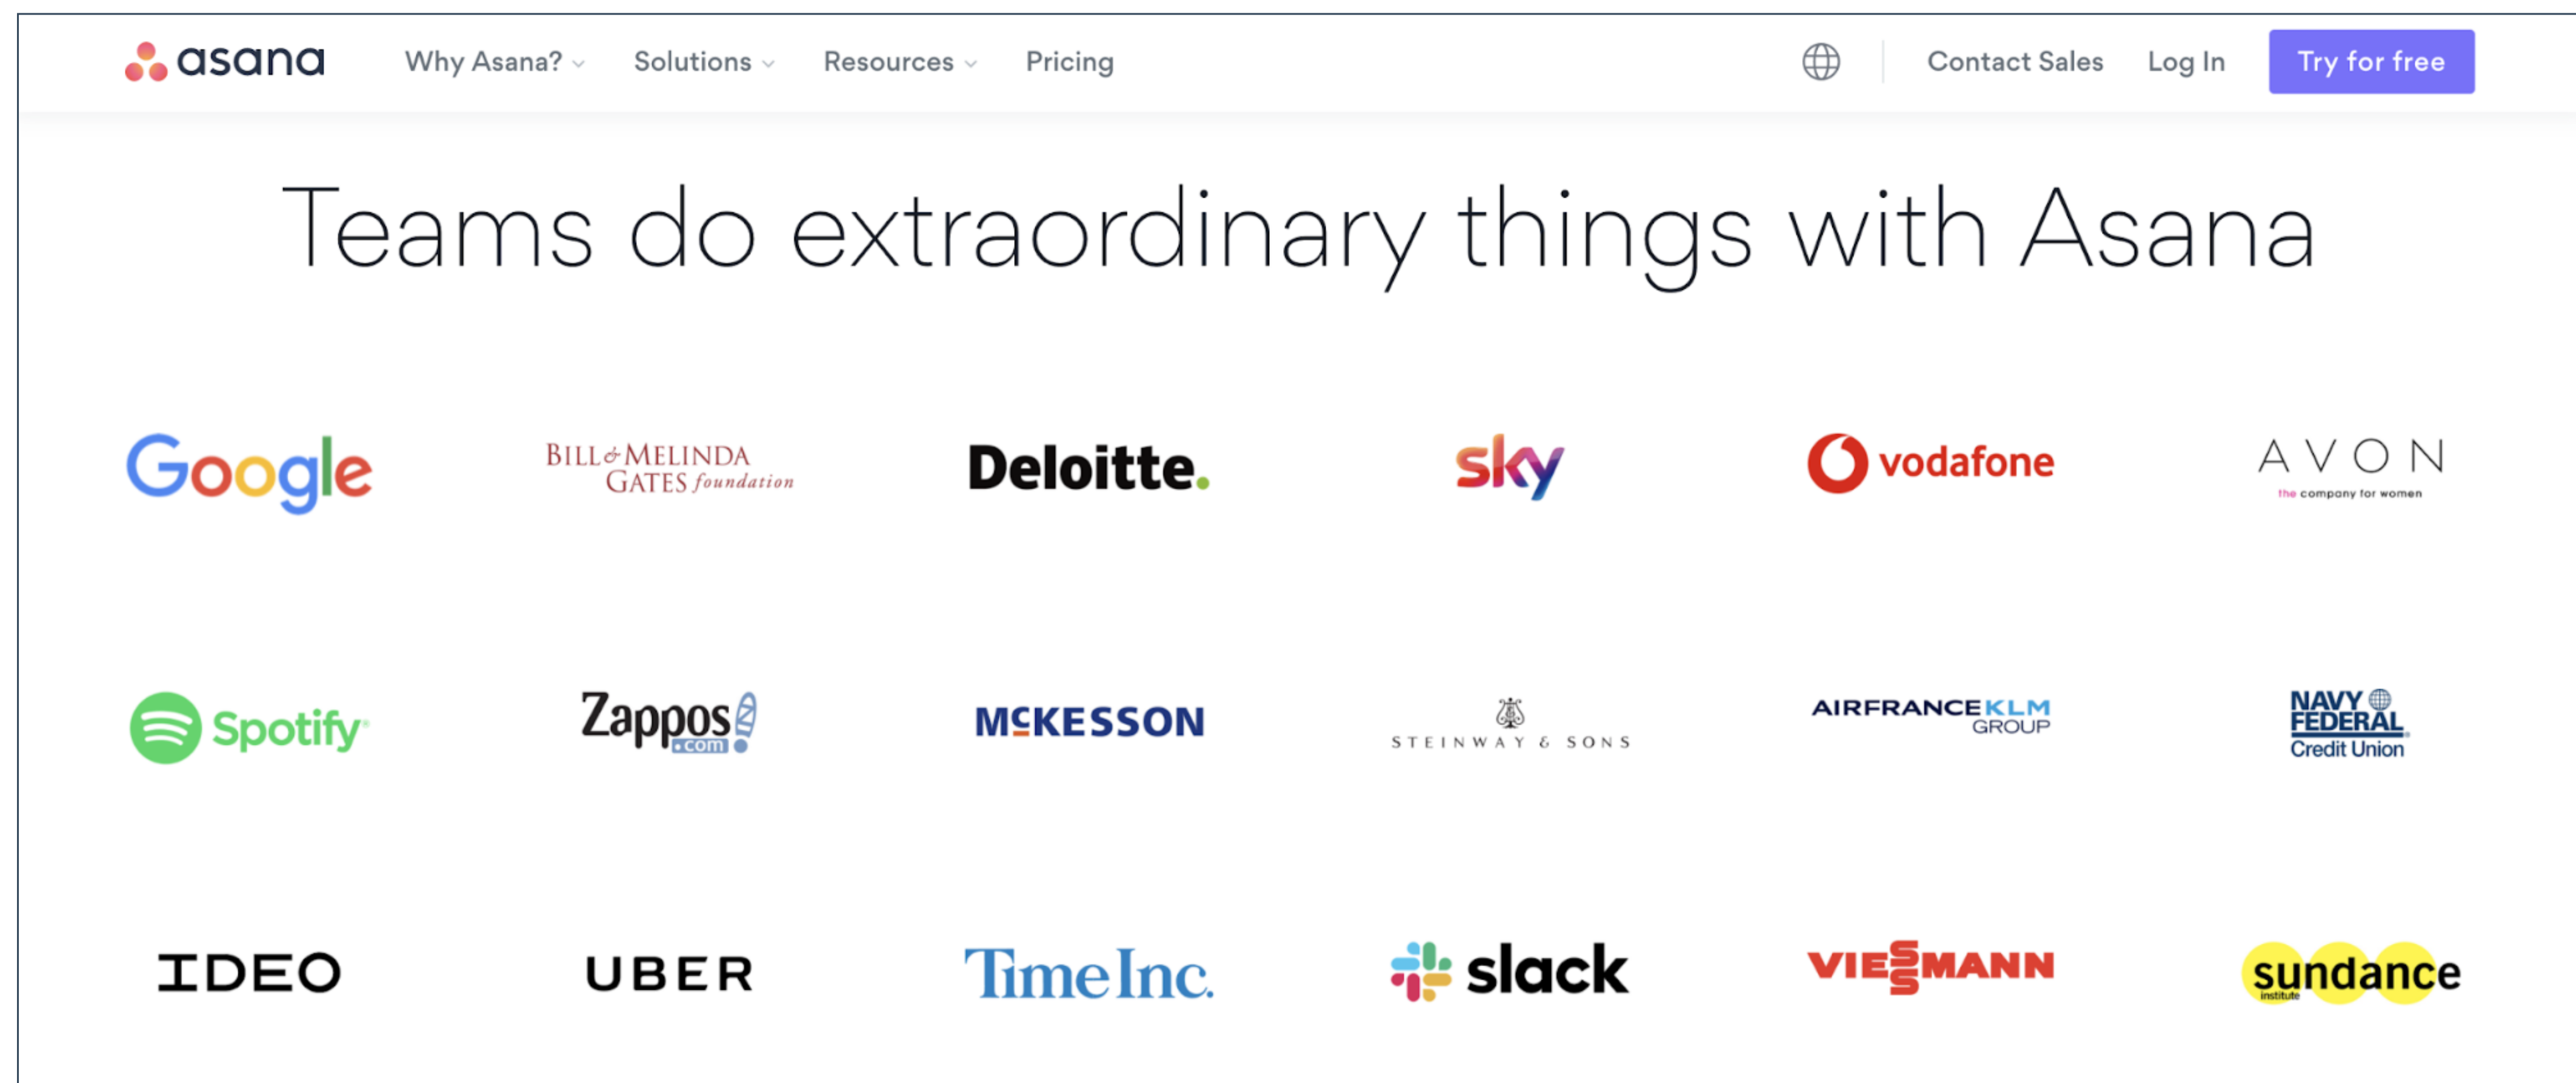 asana Why Asana? Solutions Resources Pricing Contact Sales Log In Try for free
Teams do extraordinary things with Asana
Google
BILL & MELINDA
GATES foundation
Deloitte.
sky
vodafone
AVON
the company for women
Spotify
Zappos
.com
MCKESSON
STEINWAY & SONS
AIRFRANCE KLM
GROUP
NAVY
FEDERAL
Credit Union
IDEO
UBER
Time Inc.
slack
VIESSMANN
sundance
institute